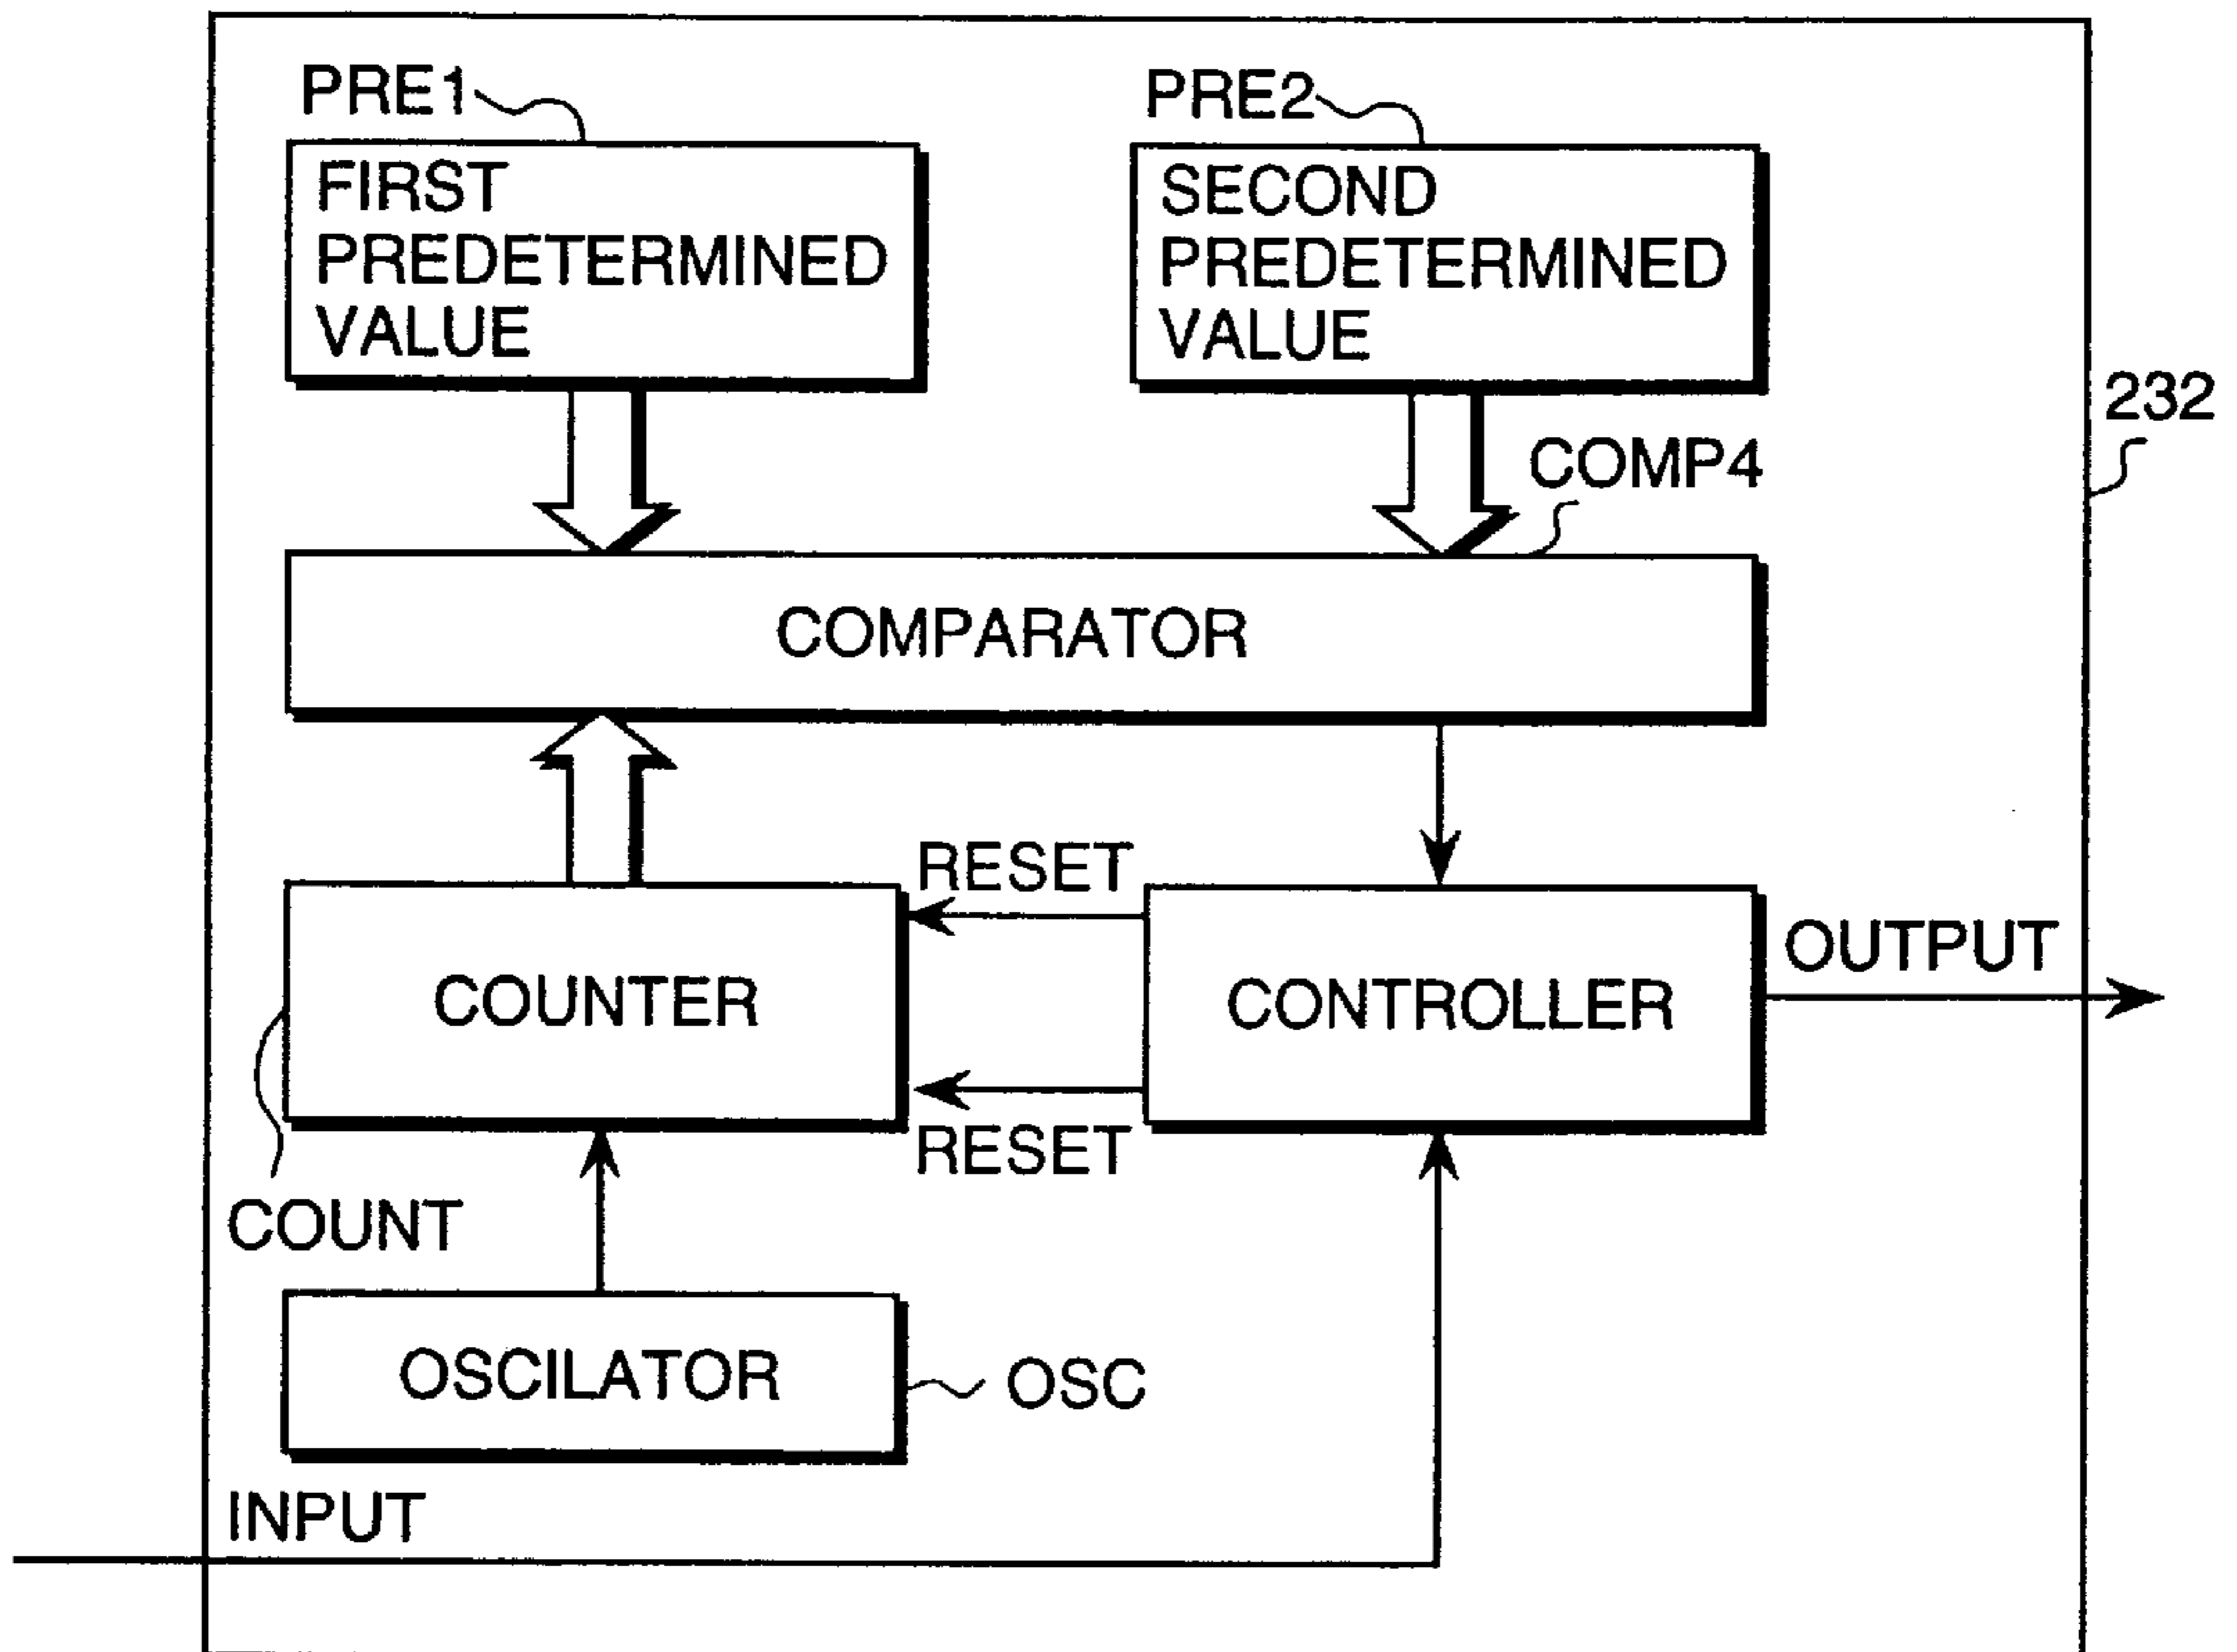 PRE1
PRE2
FIRST
PREDETERMINED
VALUE
SECOND
PREDETERMINED
VALUE
232
COMP4
COMPARATOR
RESET
COUNTER
CONTROLLER
OUTPUT
RESET
COUNT
OSCILATOR
OSC
INPUT